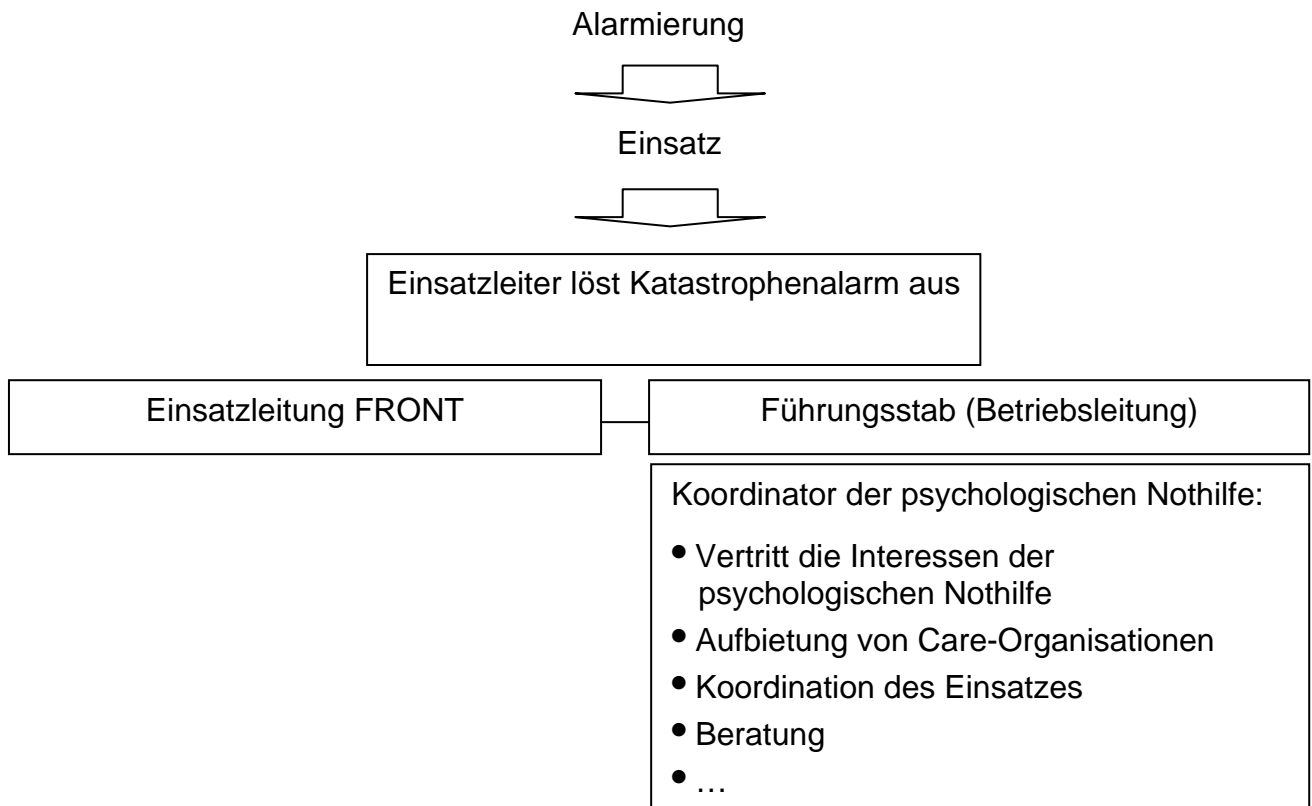 Alarmierung
Einsatz
Einsatzleiter löst Katastrophenalarm aus
Einsatzleitung FRONT
Führungsstab (Betriebsleitung)
Koordinator der psychologischen Nothilfe:
• Vertritt die Interessen der
psychologischen Nothilfe
• Aufbietung von Care-Organisationen
• Koordination des Einsatzes
• Beratung
• …